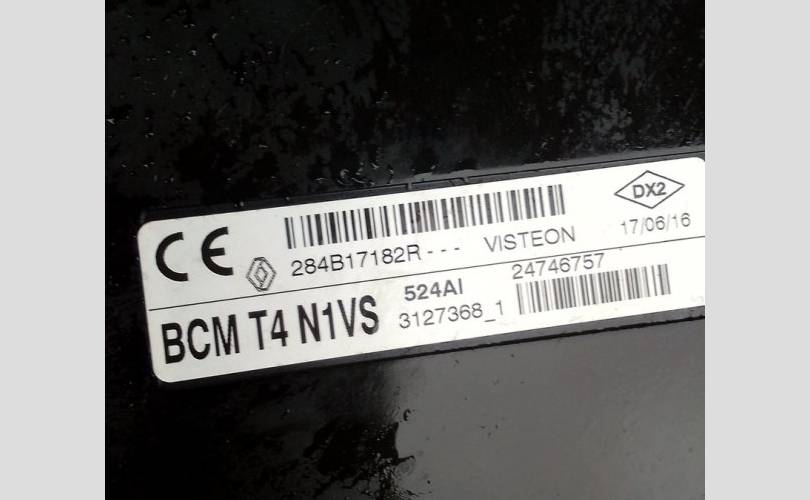 CE
284B17182R--- VISTEON
DX2
17/06/16
BCM T4 N1VS
524AI
3127368_1
24746757